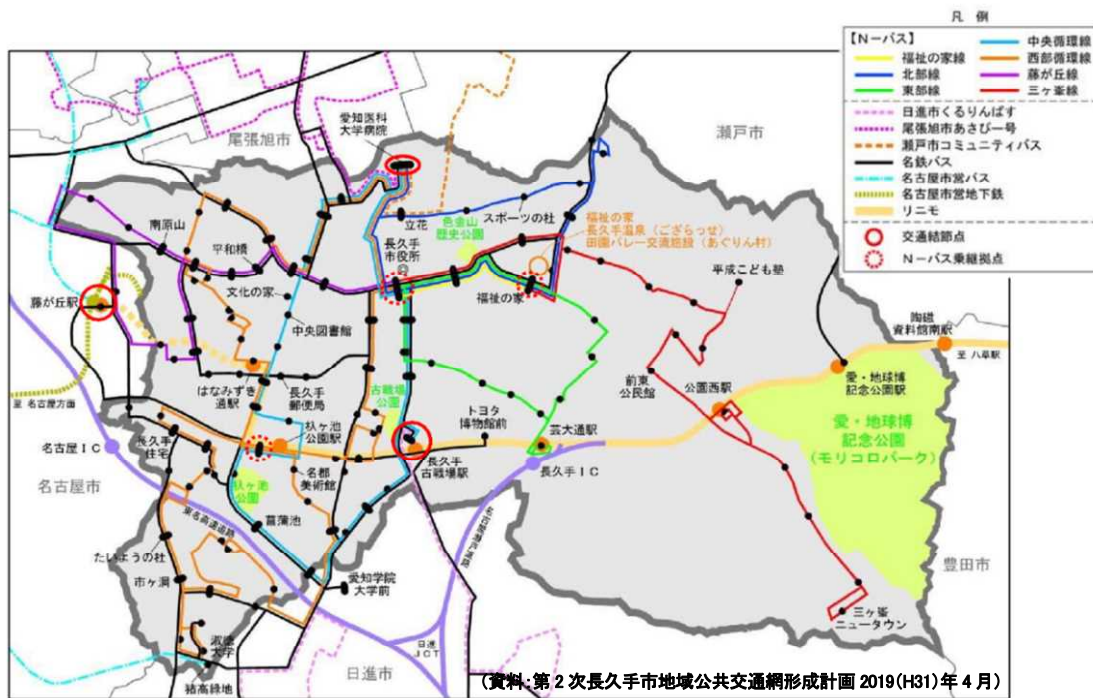 凡 例
【N－バス】
福祉の家線
北部線
東部線
中央循環線
西部循環線
藤が丘線
三ヶ峯線
日進市くるりんばす
尾張旭市あさぴー号
瀬戸市コミュニティバス
名鉄バス
名古屋市営バス
名古屋市営地下鉄
リニモ
交通結節点
N－バス乗継拠点
尾張旭市
愛知医科
大学病院
瀬戸市
南原山
平和橋
立花
色金山
歴史公園
スポーツの杜
福祉の家
長久手温泉（ござらっせ）
田園バレー交流施設（あぐりん村）
長久手
市役所
文化の家
福祉の家
平成こども塾
藤が丘駅
中央図書館
陶磁
資料館南駅
至 八草駅
はなみずき
通駅
長久手
郵便局
古戦場
公園
トヨタ
博物館前
前東
公民館
公園西駅
愛・地球博
記念公園駅
至 名古屋方面
芸大通駅
愛・地球博
記念公園
（モリコロパーク）
名古屋ＩＣ
長久手
住宅
杁ヶ池
公園駅
長久手
古戦場駅
長久手ＩＣ
名都
美術館
名古屋市
杁ヶ池
公園
東名高速道路
菖蒲池
たいようの杜
市ヶ洞
愛知学院
大学前
豊田市
三ヶ峯
ニュータウン
淑徳
大学
日進
ＪＣＴ
猪高緑地
日進市
（資料：第２次長久手市地域公共交通網形成計画 2019(H31)年４月）